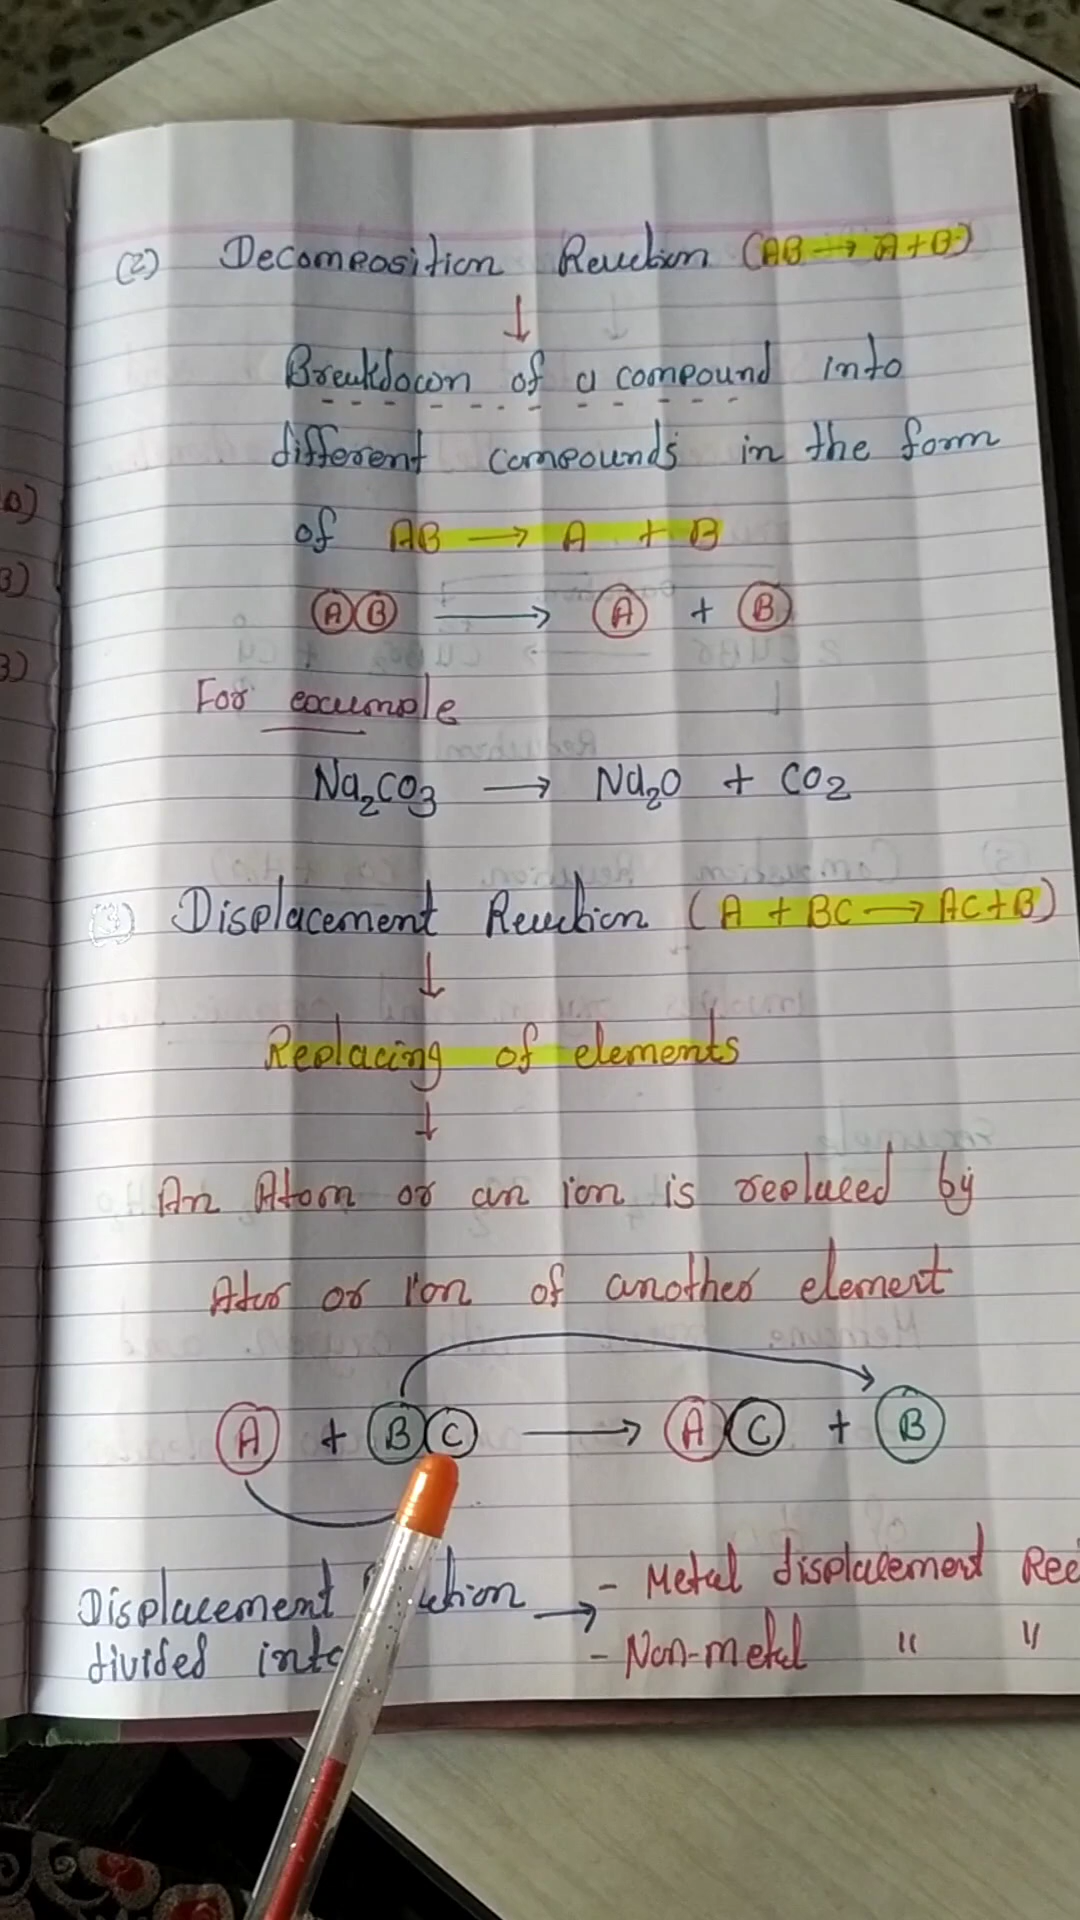 (2) Decomposition Reaction (AB → A + B)
↓
Breakdown of a compound into
different compounds in the form
of AB → A + B
A B → A + B
For example
Na₂CO₃ → Na₂O + CO₂
(3) Displacement Reaction (A + BC → AC + B)
↓
Replacing of elements
↓
An Atom or an ion is replaced by
Ator or ion of another element
A + B C → A C + B
Displacement → - Metal displacement
divided into - Non-metal " "